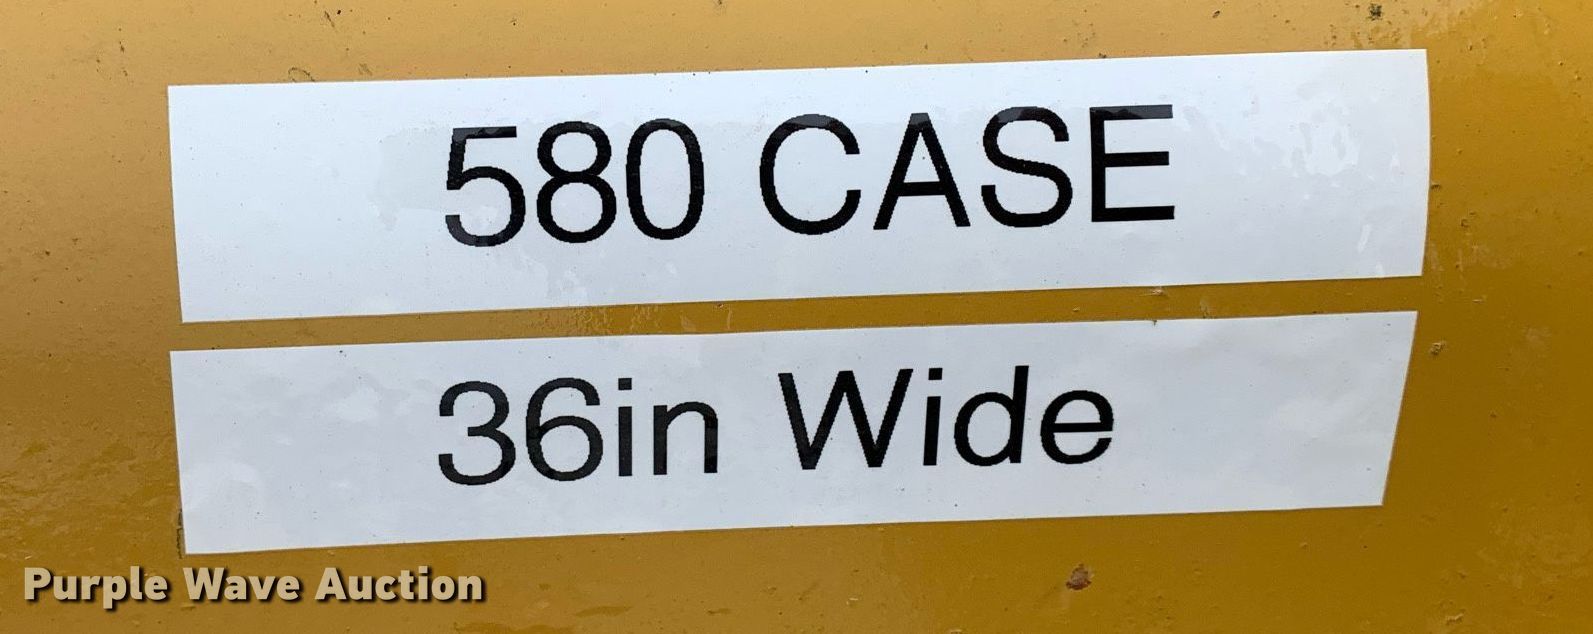 580 CASE
36in Wide
Purple Wave Auction